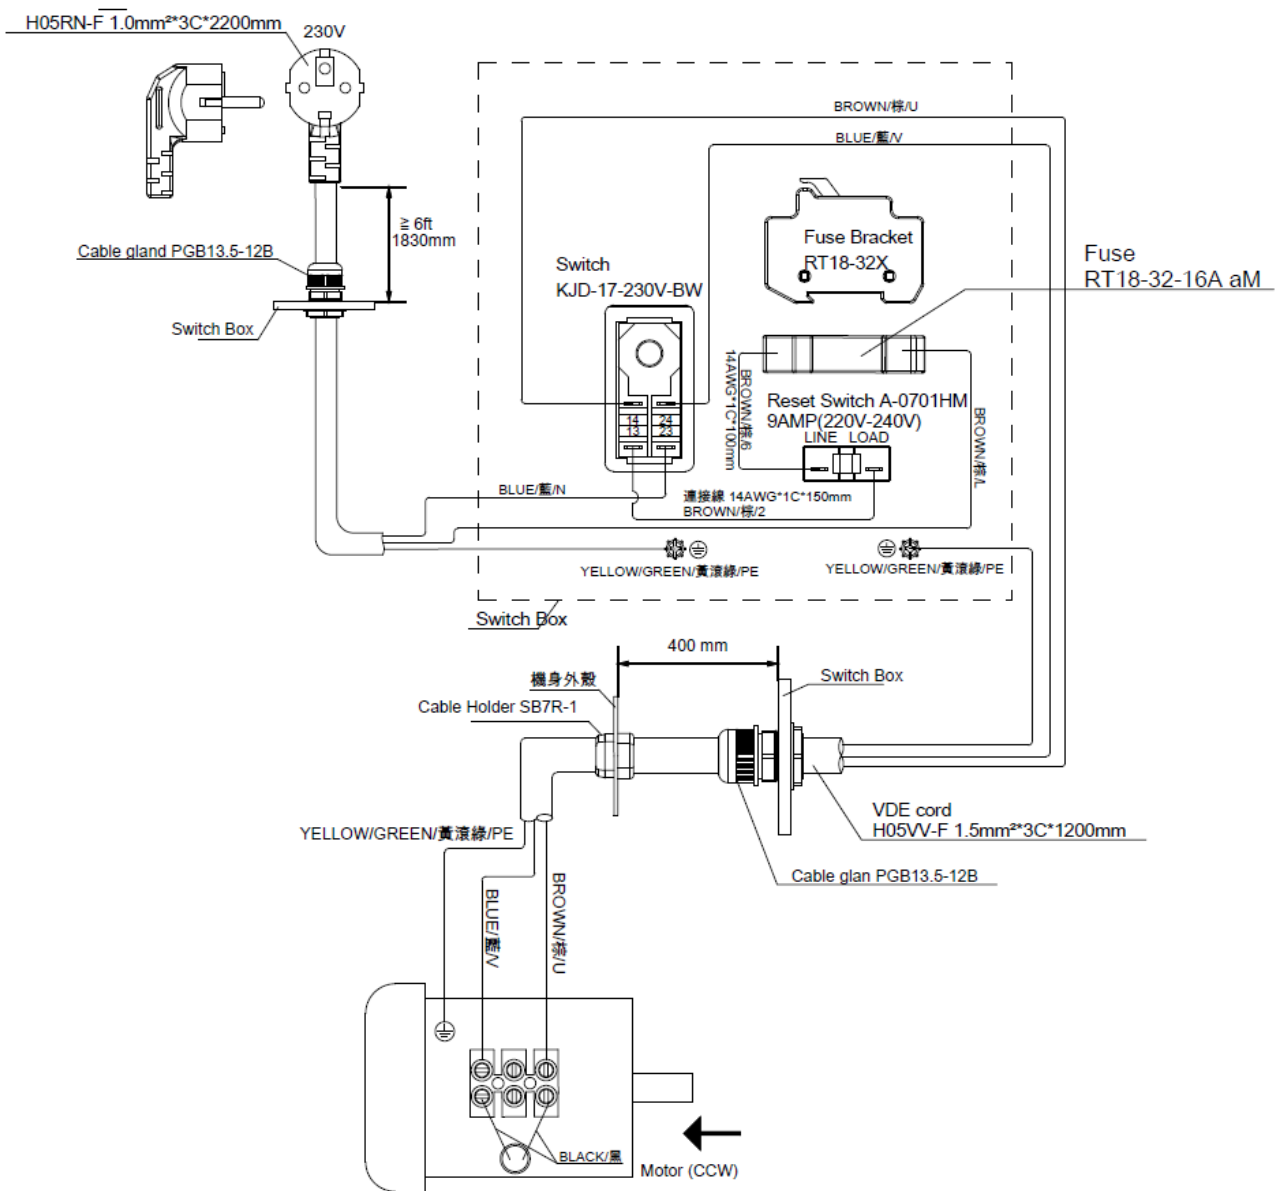 H05RN-F 1.0mm²*3C*2200mm
230V
BROWN/棕/U
BLUE/藍/V
≧ 6ft
1830mm
Cable gland PGB13.5-12B
Switch Box
Switch
KJD-17-230V-BW
Fuse Bracket
RT18-32X
Fuse
RT18-32-16A aM
14 24
13 23
BROWN/棕/6
14AWG*1C*100mm
Reset Switch A-0701HM
9AMP(220V-240V)
LINE LOAD
BROWN/棕/L
BLUE/藍/N
連接線 14AWG*1C*150mm
BROWN/棕/2
YELLOW/GREEN/黃滾綠/PE
YELLOW/GREEN/黃滾綠/PE
Switch Box
400 mm
機身外殼
Switch Box
Cable Holder SB7R-1
VDE cord
H05VV-F 1.5mm²*3C*1200mm
YELLOW/GREEN/黃滾綠/PE
Cable glan PGB13.5-12B
BLUE/藍/V
BROWN/棕/U
BLACK/黑
Motor (CCW)